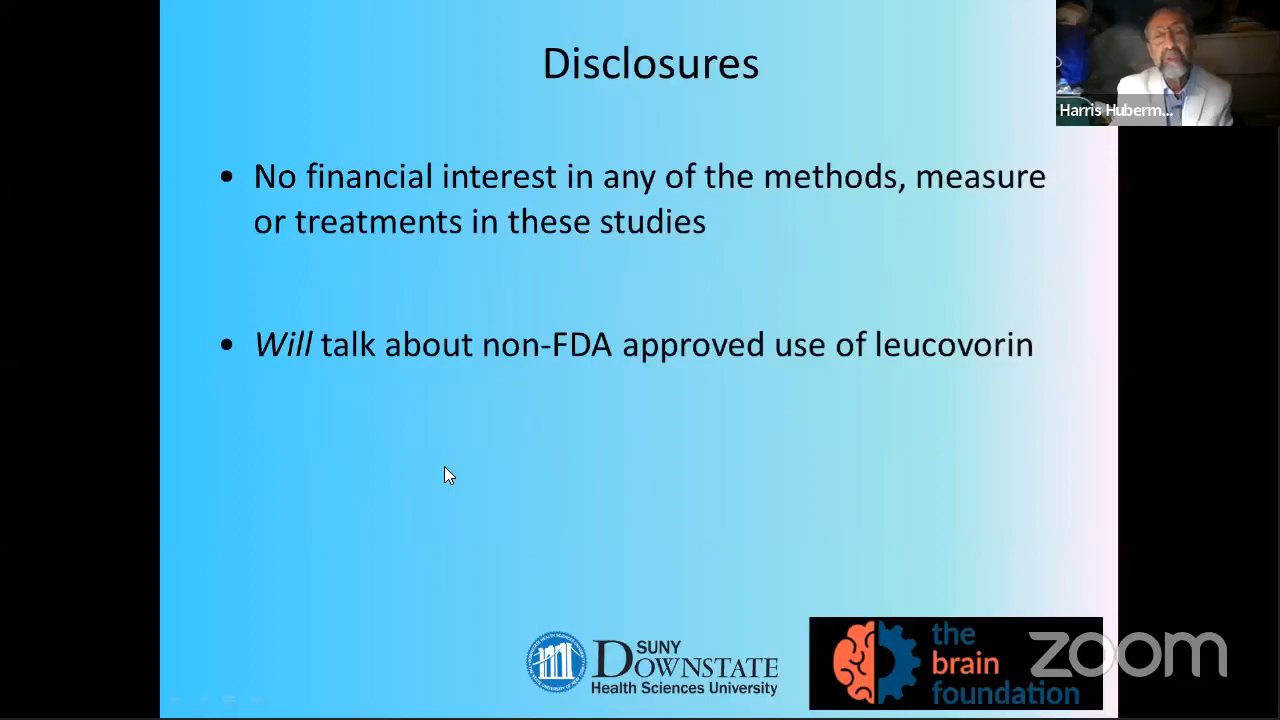 Disclosures
Harris Huberm...
• No financial interest in any of the methods, measure
or treatments in these studies
• Will talk about non-FDA approved use of leucovorin
SUNY
DOWNSTATE
Health Sciences University
the
brain
foundation
zoom